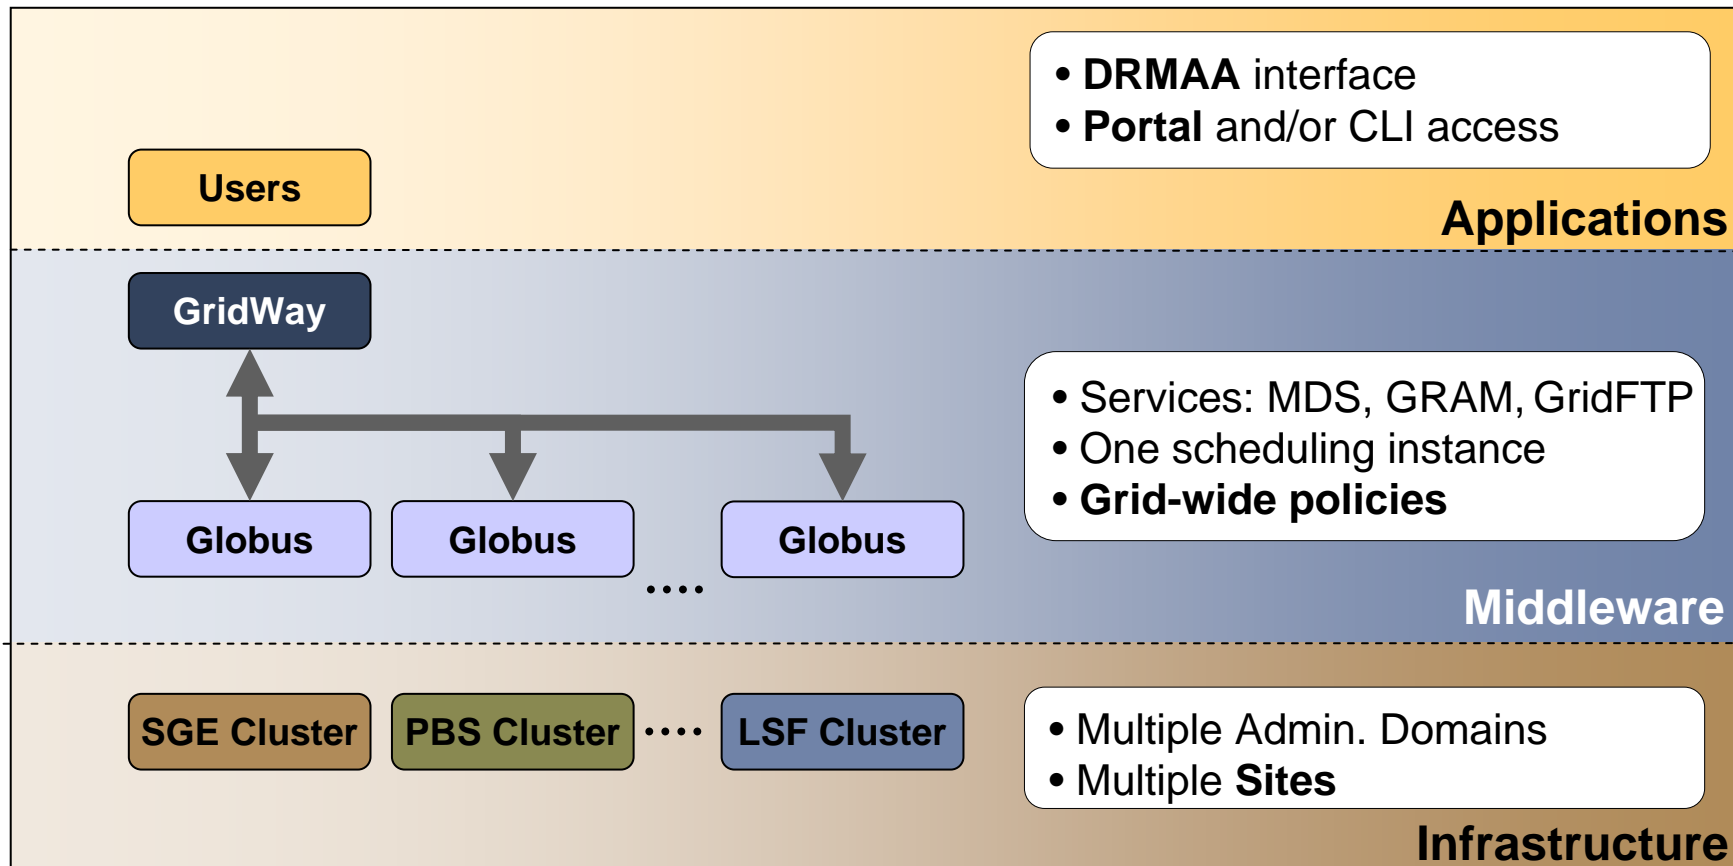 • DRMAA interface
• Portal and/or CLI access
Users
Applications
GridWay
• Services: MDS, GRAM, GridFTP
• One scheduling instance
• Grid-wide policies
Globus
Globus
....
Globus
Middleware
SGE Cluster
PBS Cluster
....
LSF Cluster
• Multiple Admin. Domains
• Multiple Sites
Infrastructure